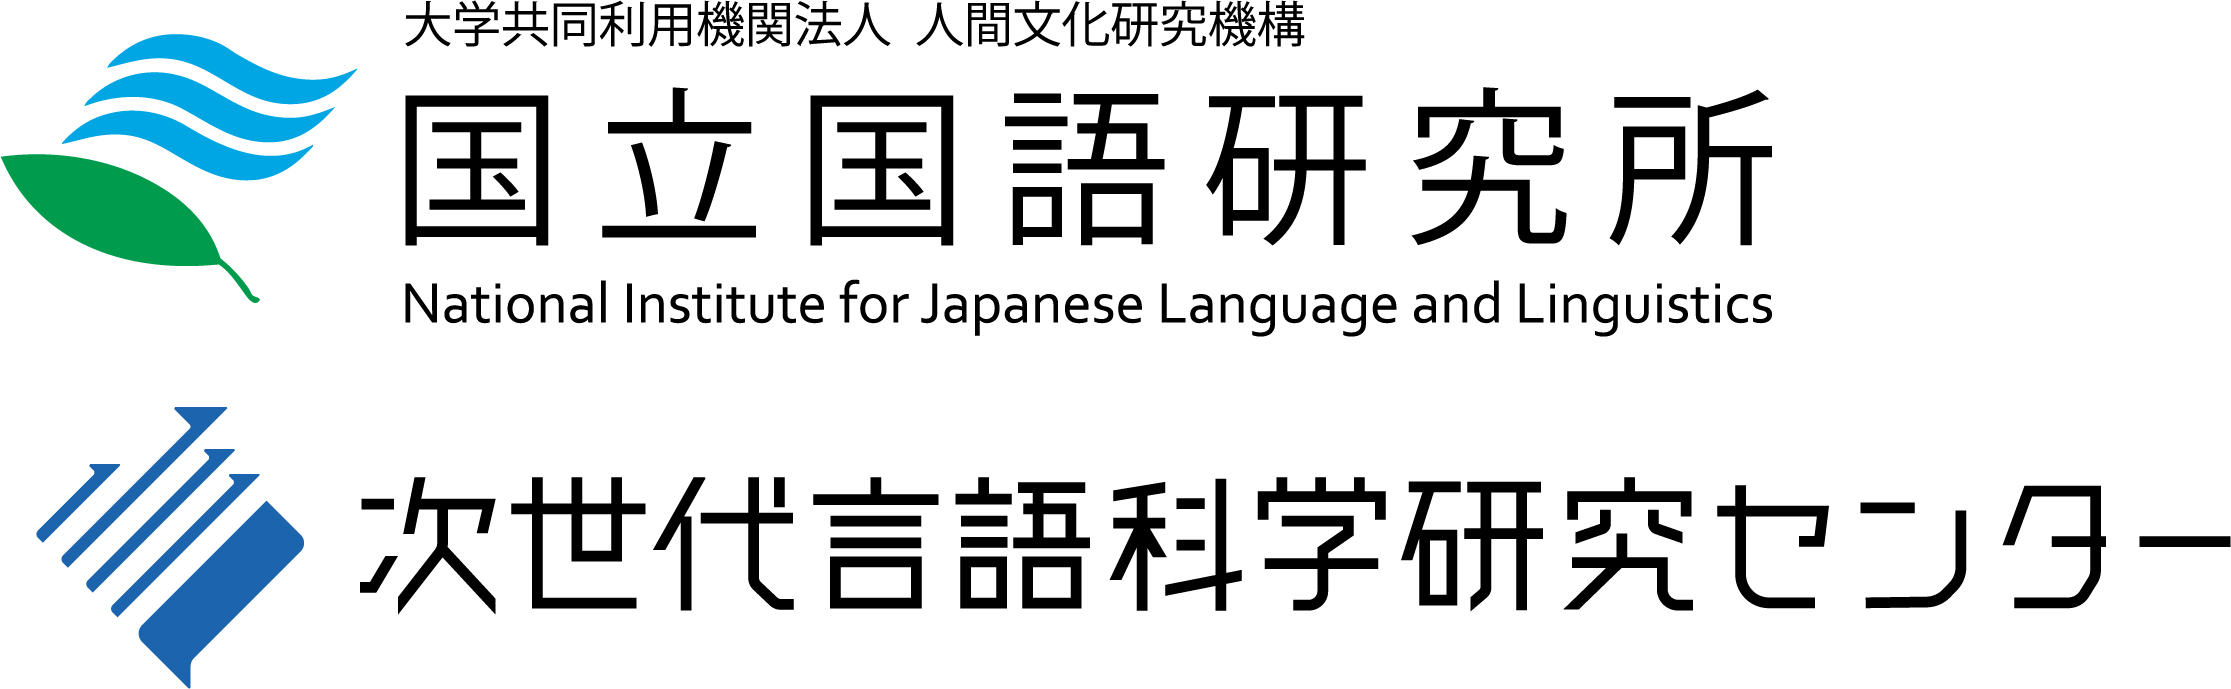 大学共同利用機関法人 人間文化研究機構
国立国語研究所
National Institute for Japanese Language and Linguistics
次世代言語科学研究センター